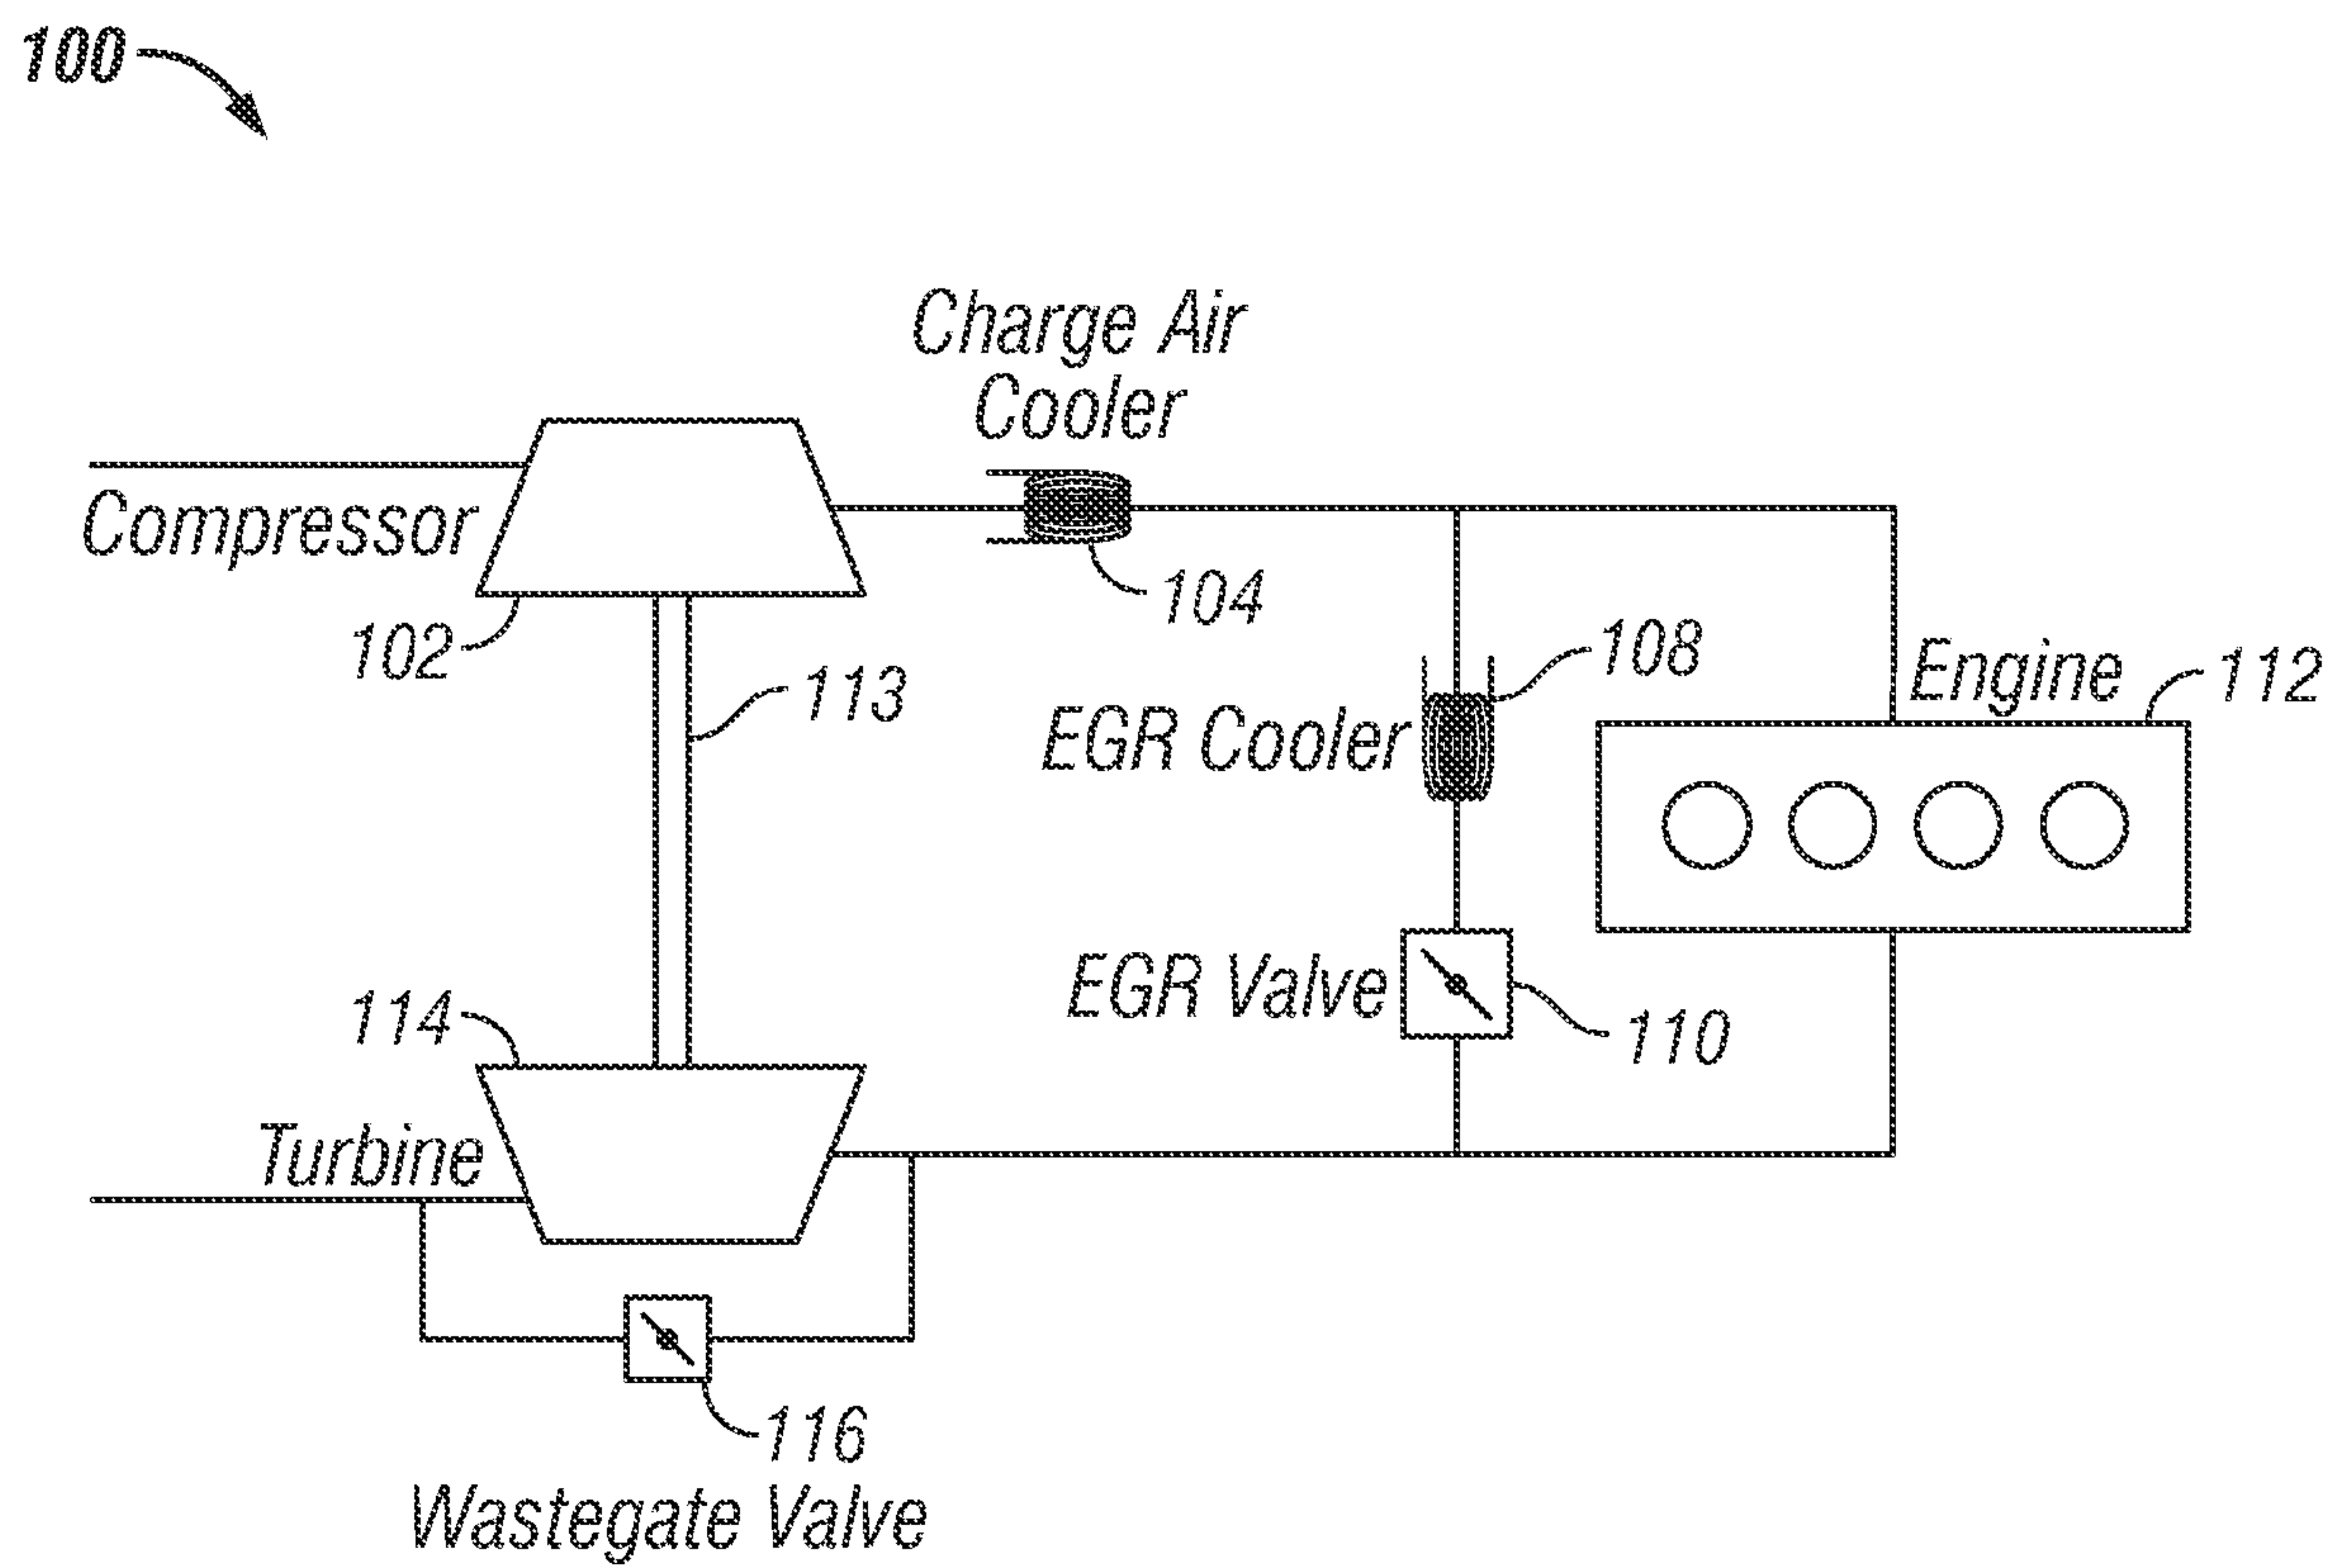 100
Charge Air
Cooler
Compressor
104
102
113
108
Engine
112
EGR Cooler
EGR Valve
110
114
Turbine
116
Wastegate Valve